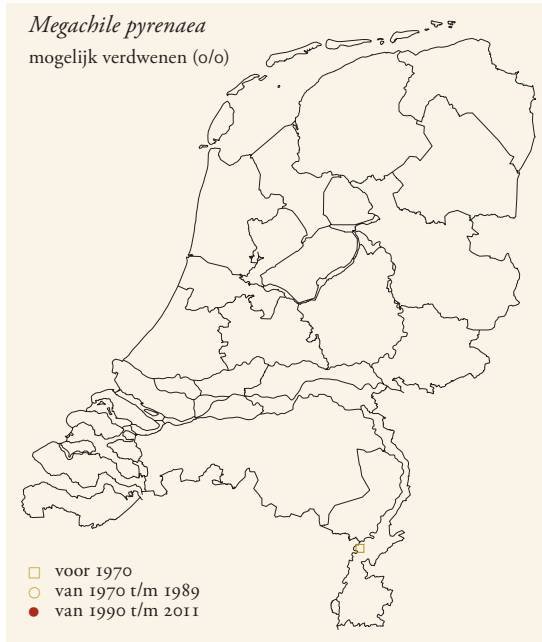 Megachile pyrenaea
mogelijk verdwenen (0/0)
voor 1970
van 1970 t/m 1989
van 1990 t/m 2011